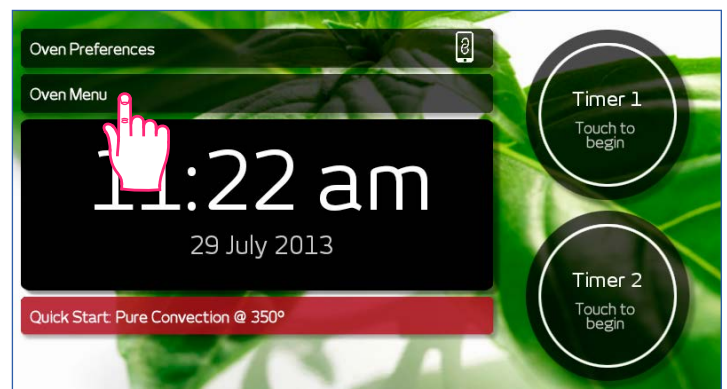 Oven Preferences
Oven Menu
11:22 am
29 July 2013
Quick Start: Pure Convection @ 350°
Timer 1
Touch to
begin
Timer 2
Touch to
begin